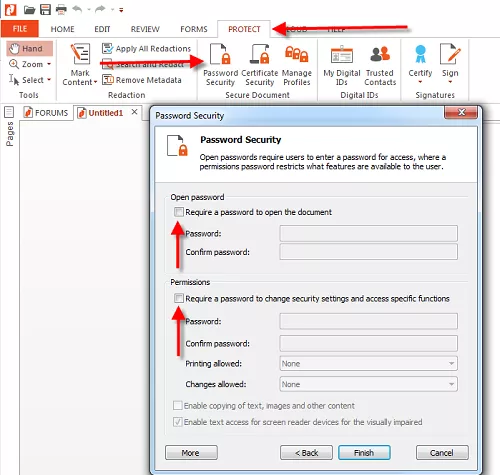 FILE HOME EDIT REVIEW FORMS PROTECT HELP
Hand
Zoom
Select
Tools
Mark
Content
Apply All Redactions
Search and Redact
Remove Metadata
Redaction
Password
Security
Certificate
Security
Manage
Profiles
Secure Document
My Digital
IDs
Trusted
Contacts
Digital IDs
Certify
Sign
Signatures
Pages
FORUMS
Untitled1
Password Security
Password Security
Open passwords require users to enter a password for access, where a
permissions password restricts what features are available to the user.
Open password
Require a password to open the document
Password:
Confirm password:
Permissions
Require a password to change security settings and access specific functions
Password:
Confirm password:
Printing allowed: None
Changes allowed: None
Enable copying of text, images and other content
Enable text access for screen reader devices for the visually impaired
More < Back Finish Cancel